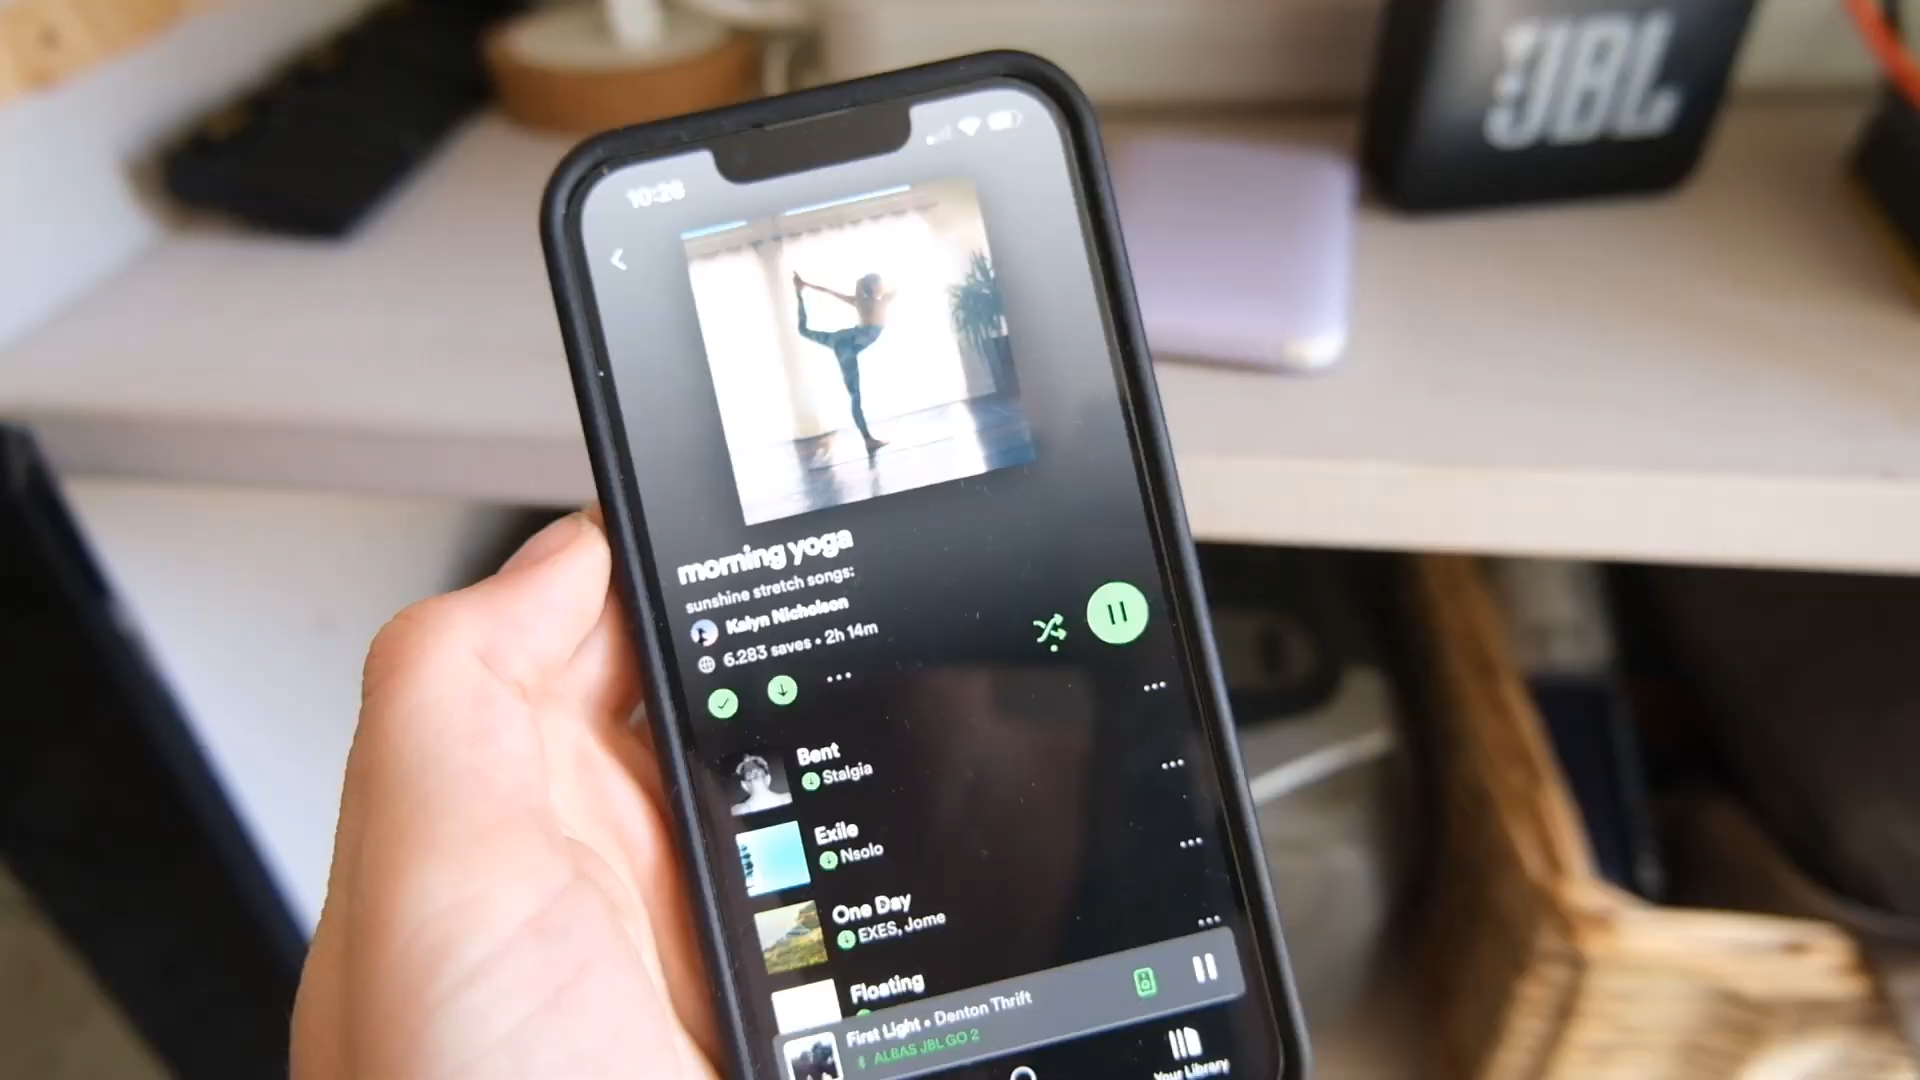 JBL
10:26
morning yoga
sunshine stretch songs:
Kalyn Nicholson
6.283 saves • 2h 14m
Bent
Stalgia
Exile
Nsolo
One Day
EXES, Jome
Floating
First Light • Denton Thrift
ALBAS JBL GO 2
Your Library